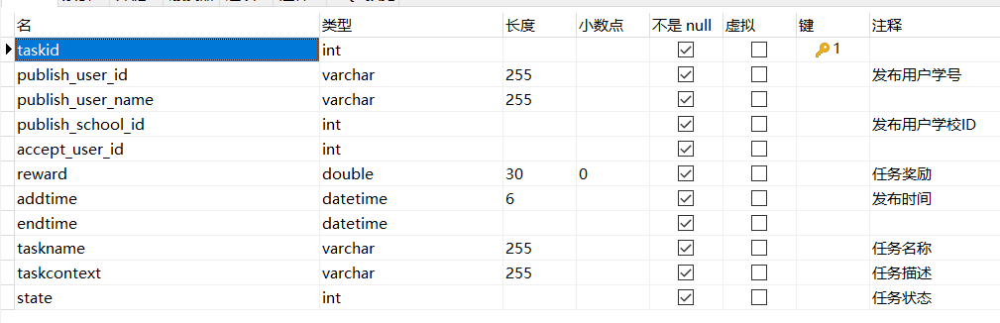 名 类型 长度 小数点 不是 null 虚拟 键 注释
taskid int 1
publish_user_id varchar 255 发布用户学号
publish_user_name varchar 255
publish_school_id int 发布用户学校ID
accept_user_id int
reward double 30 0 任务奖励
addtime datetime 6 发布时间
endtime datetime
taskname varchar 255 任务名称
taskcontext varchar 255 任务描述
state int 任务状态